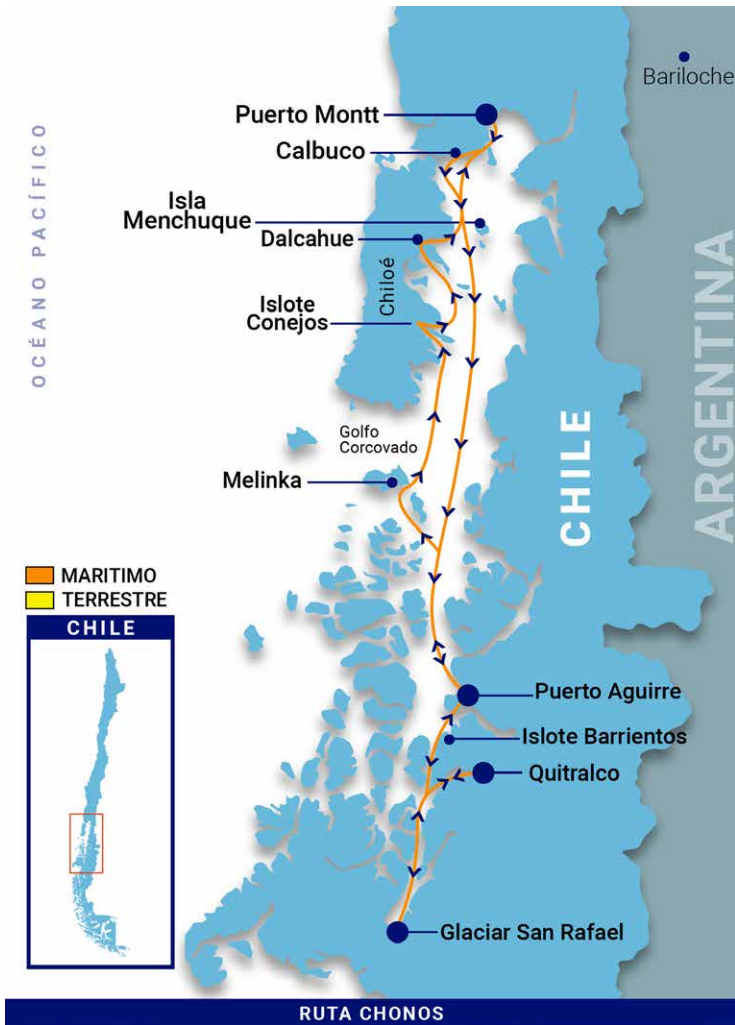 Bariloche
Puerto Montt
Calbuco
Isla
Menchuque
Dalcahue
Chiloé
Islote
Conejos
OCÉANO PACÍFICO
Golfo
Corcovado
Melinka
CHILE
ARGENTINA
MARITIMO
TERRESTRE
CHILE
Puerto Aguirre
Islote Barrientos
Quitralco
Glaciar San Rafael
RUTA CHONOS